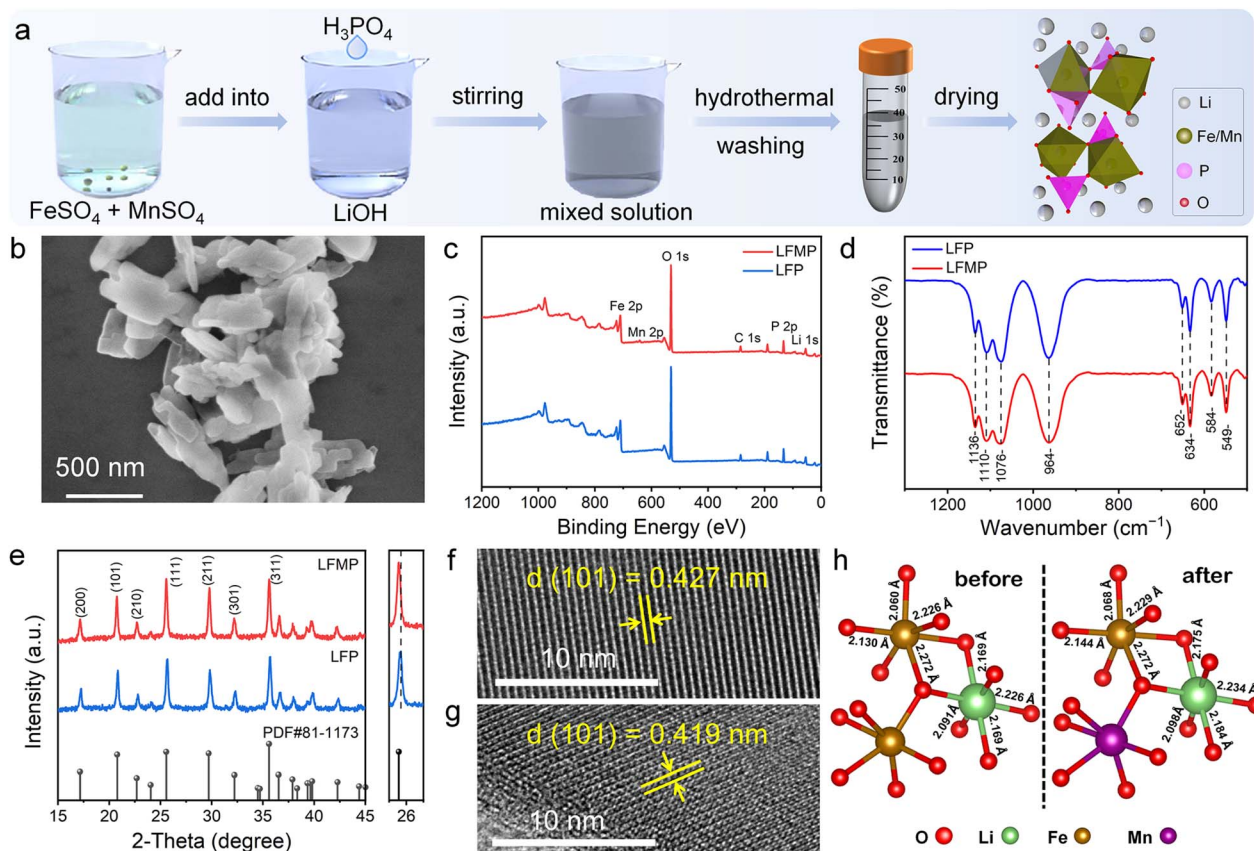 a
H₃PO₄
add into
stirring
hydrothermal
washing
drying
50
40
30
20
10
FeSO₄ + MnSO₄
LiOH
mixed solution
Li
Fe/Mn
P
O
b
500 nm
c
LFMP
LFP
O 1s
Fe 2p
Mn 2p
C 1s
P 2p
Li 1s
Intensity (a.u.)
1200 1000 800 600 400 200 0
Binding Energy (eV)
d
LFP
LFMP
Transmittance (%)
1136-
1110-
1076-
964-
652-
634-
584-
549-
1200 1000 800 600
Wavenumber (cm⁻¹)
e
LFMP
(200)
(101)
(210)
(111)
(211)
(301)
(311)
LFP
PDF#81-1173
Intensity (a.u.)
15 20 25 30 35 40 45
26
2-Theta (degree)
f
d (101) = 0.427 nm
10 nm
g
d (101) = 0.419 nm
10 nm
h
before
after
2.060 Å
2.226 Å
2.130 Å
2.272 Å
2.169 Å
2.226 Å
2.091Å
2.169 Å
2.068 Å
2.229 Å
2.144 Å
2.272 Å
2.175 Å
2.234 Å
2.098Å
2.184 Å
O Li Fe Mn